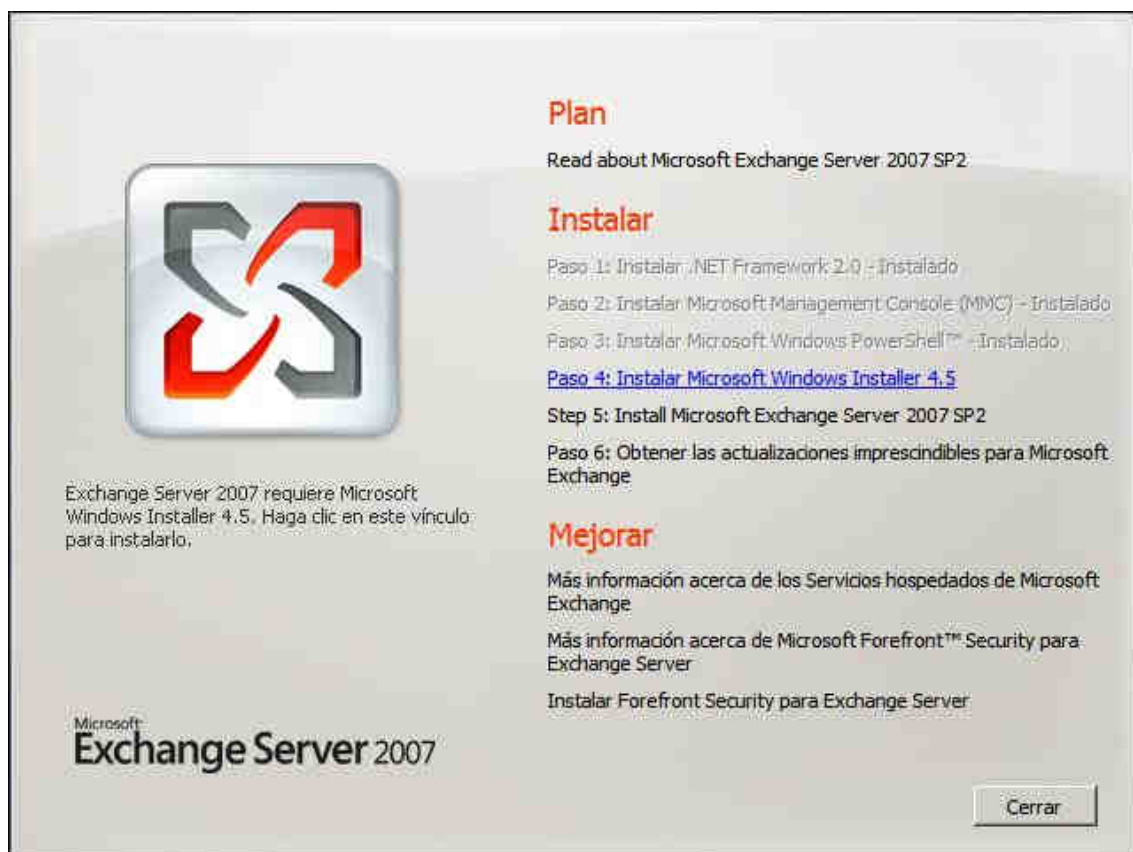 Plan
Read about Microsoft Exchange Server 2007 SP2
Instalar
Paso 1: Instalar .NET Framework 2.0 - Instalado
Paso 2: Instalar Microsoft Management Console (MMC) - Instalado
Paso 3: Instalar Microsoft Windows PowerShell™ - Instalado
Paso 4: Instalar Microsoft Windows Installer 4.5
Step 5: Install Microsoft Exchange Server 2007 SP2
Paso 6: Obtener las actualizaciones imprescindibles para Microsoft
Exchange
Exchange Server 2007 requiere Microsoft
Windows Installer 4.5. Haga clic en este vínculo
para instalarlo.
Mejorar
Más información acerca de los Servicios hospedados de Microsoft
Exchange
Más información acerca de Microsoft Forefront™ Security para
Exchange Server
Instalar Forefront Security para Exchange Server
Microsoft
Exchange Server 2007
Cerrar